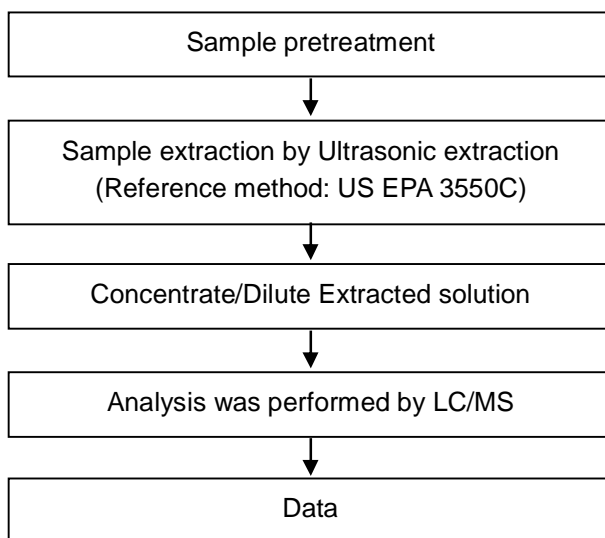 Sample pretreatment
Sample extraction by Ultrasonic extraction
(Reference method: US EPA 3550C)
Concentrate/Dilute Extracted solution
Analysis was performed by LC/MS
Data